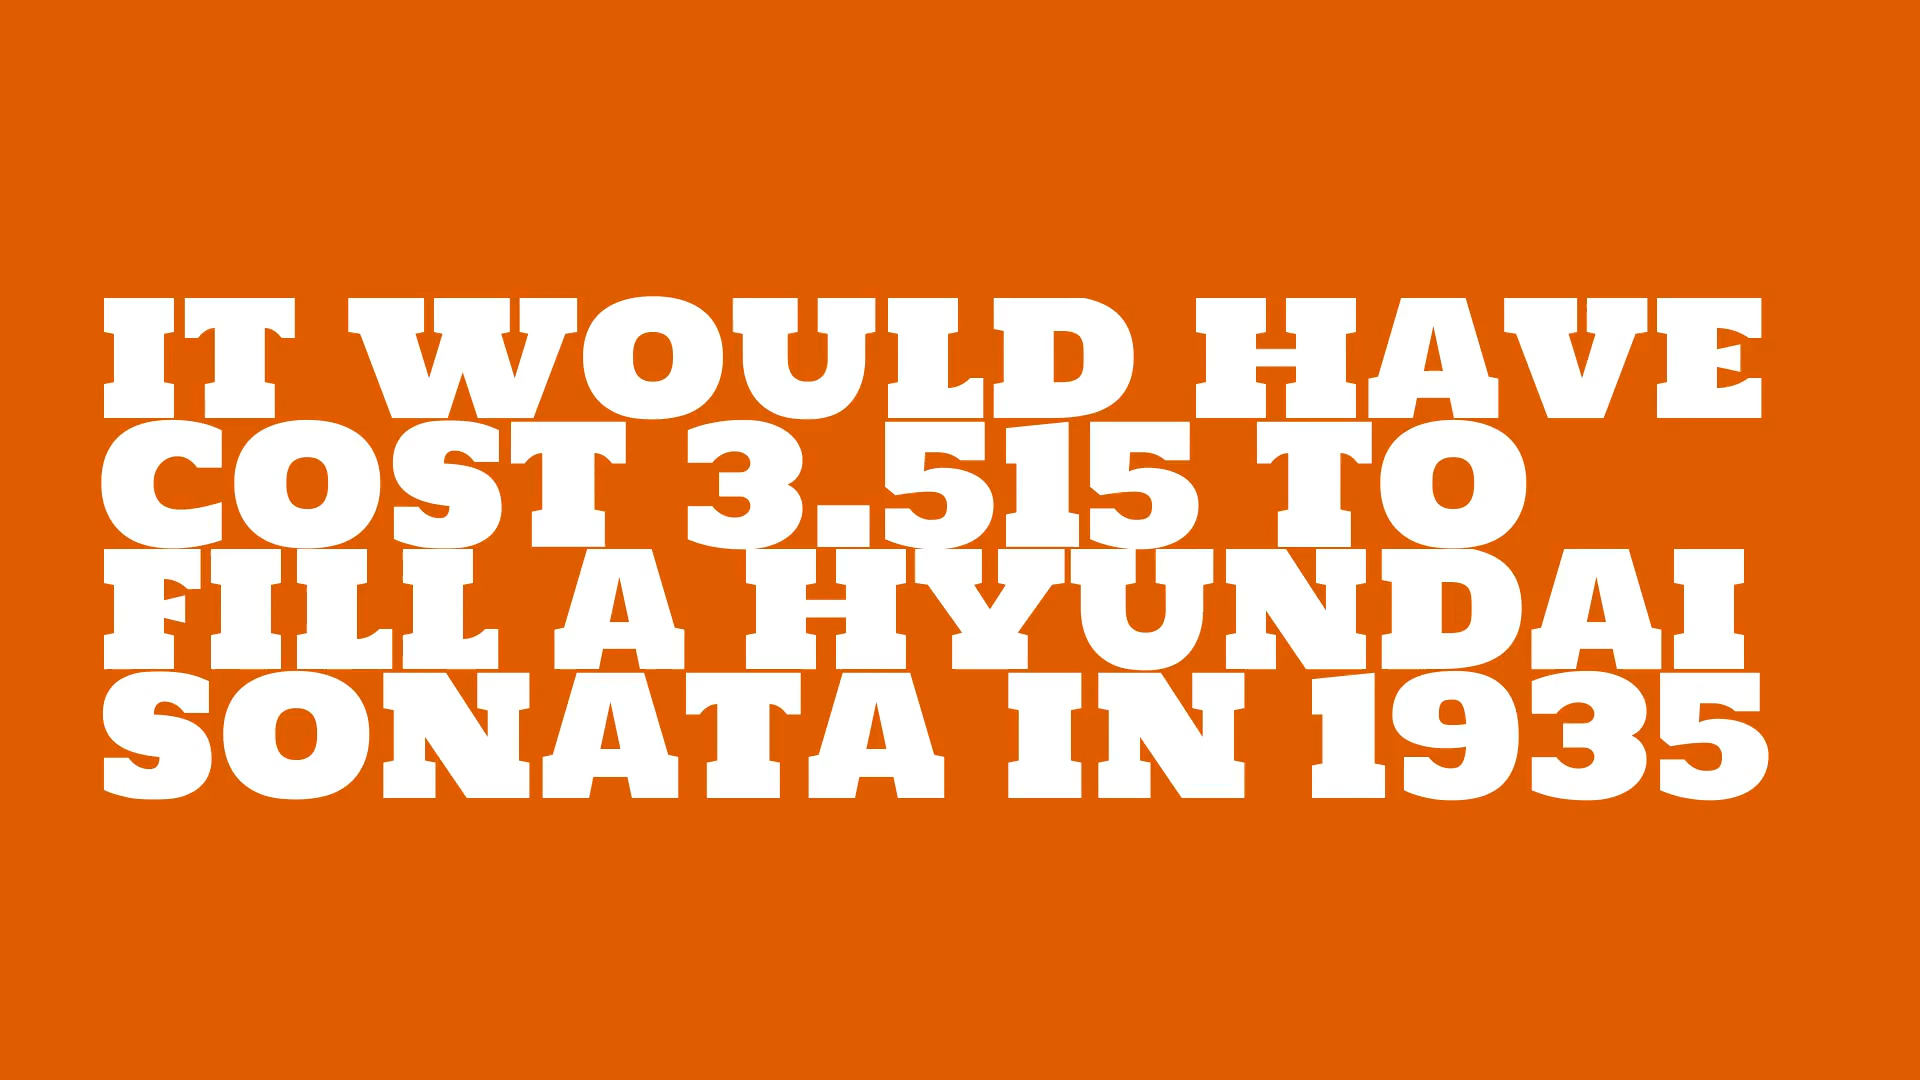 IT WOULD HAVE
COST 3.515 TO
FILL A HYUNDAI
SONATA IN 1935